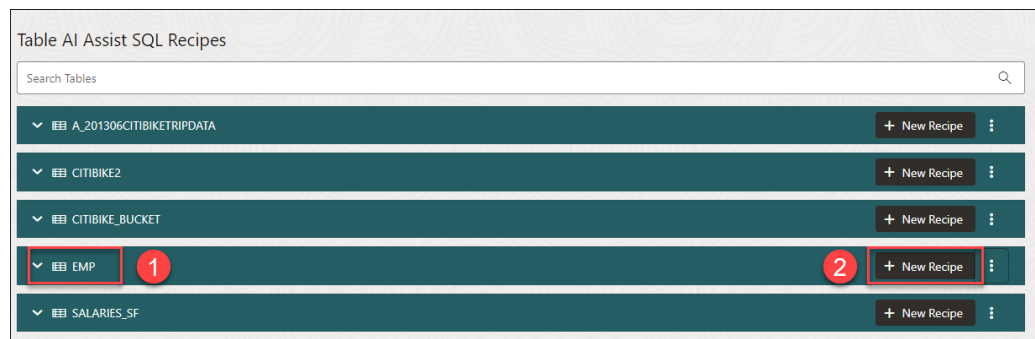 Table AI Assist SQL Recipes
Search Tables
A_201306CITIBIKETRIPDATA + New Recipe
CITIBIKE2 + New Recipe
CITIBIKE_BUCKET + New Recipe
EMP 1 2 + New Recipe
SALARIES_SF + New Recipe